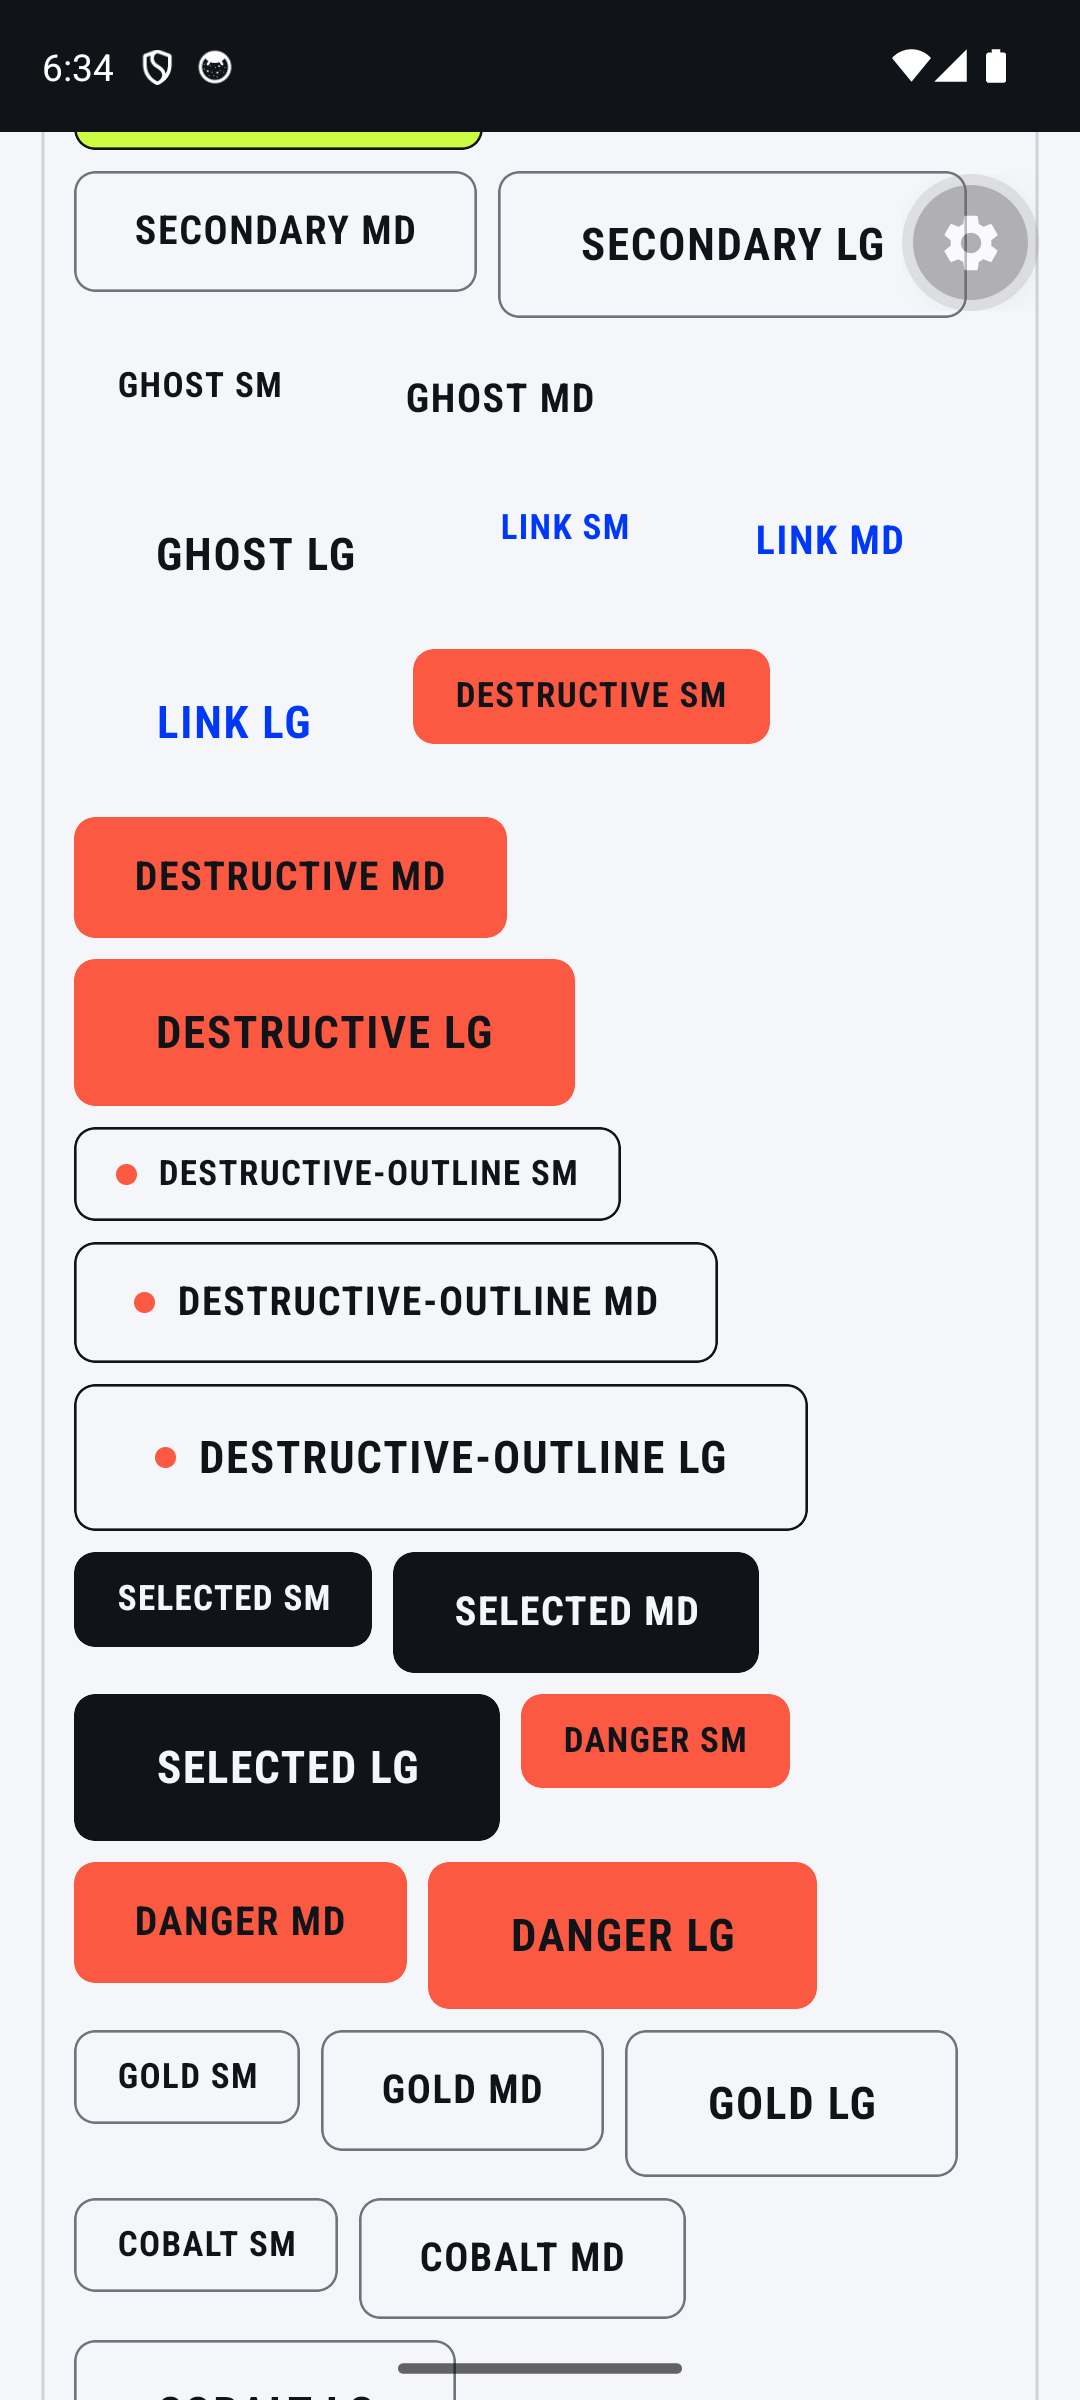 6:34
SECONDARY MD
SECONDARY LG
GHOST SM
GHOST MD
GHOST LG
LINK SM
LINK MD
LINK LG
DESTRUCTIVE SM
DESTRUCTIVE MD
DESTRUCTIVE LG
DESTRUCTIVE-OUTLINE SM
DESTRUCTIVE-OUTLINE MD
DESTRUCTIVE-OUTLINE LG
SELECTED SM
SELECTED MD
SELECTED LG
DANGER SM
DANGER MD
DANGER LG
GOLD SM
GOLD MD
GOLD LG
COBALT SM
COBALT MD